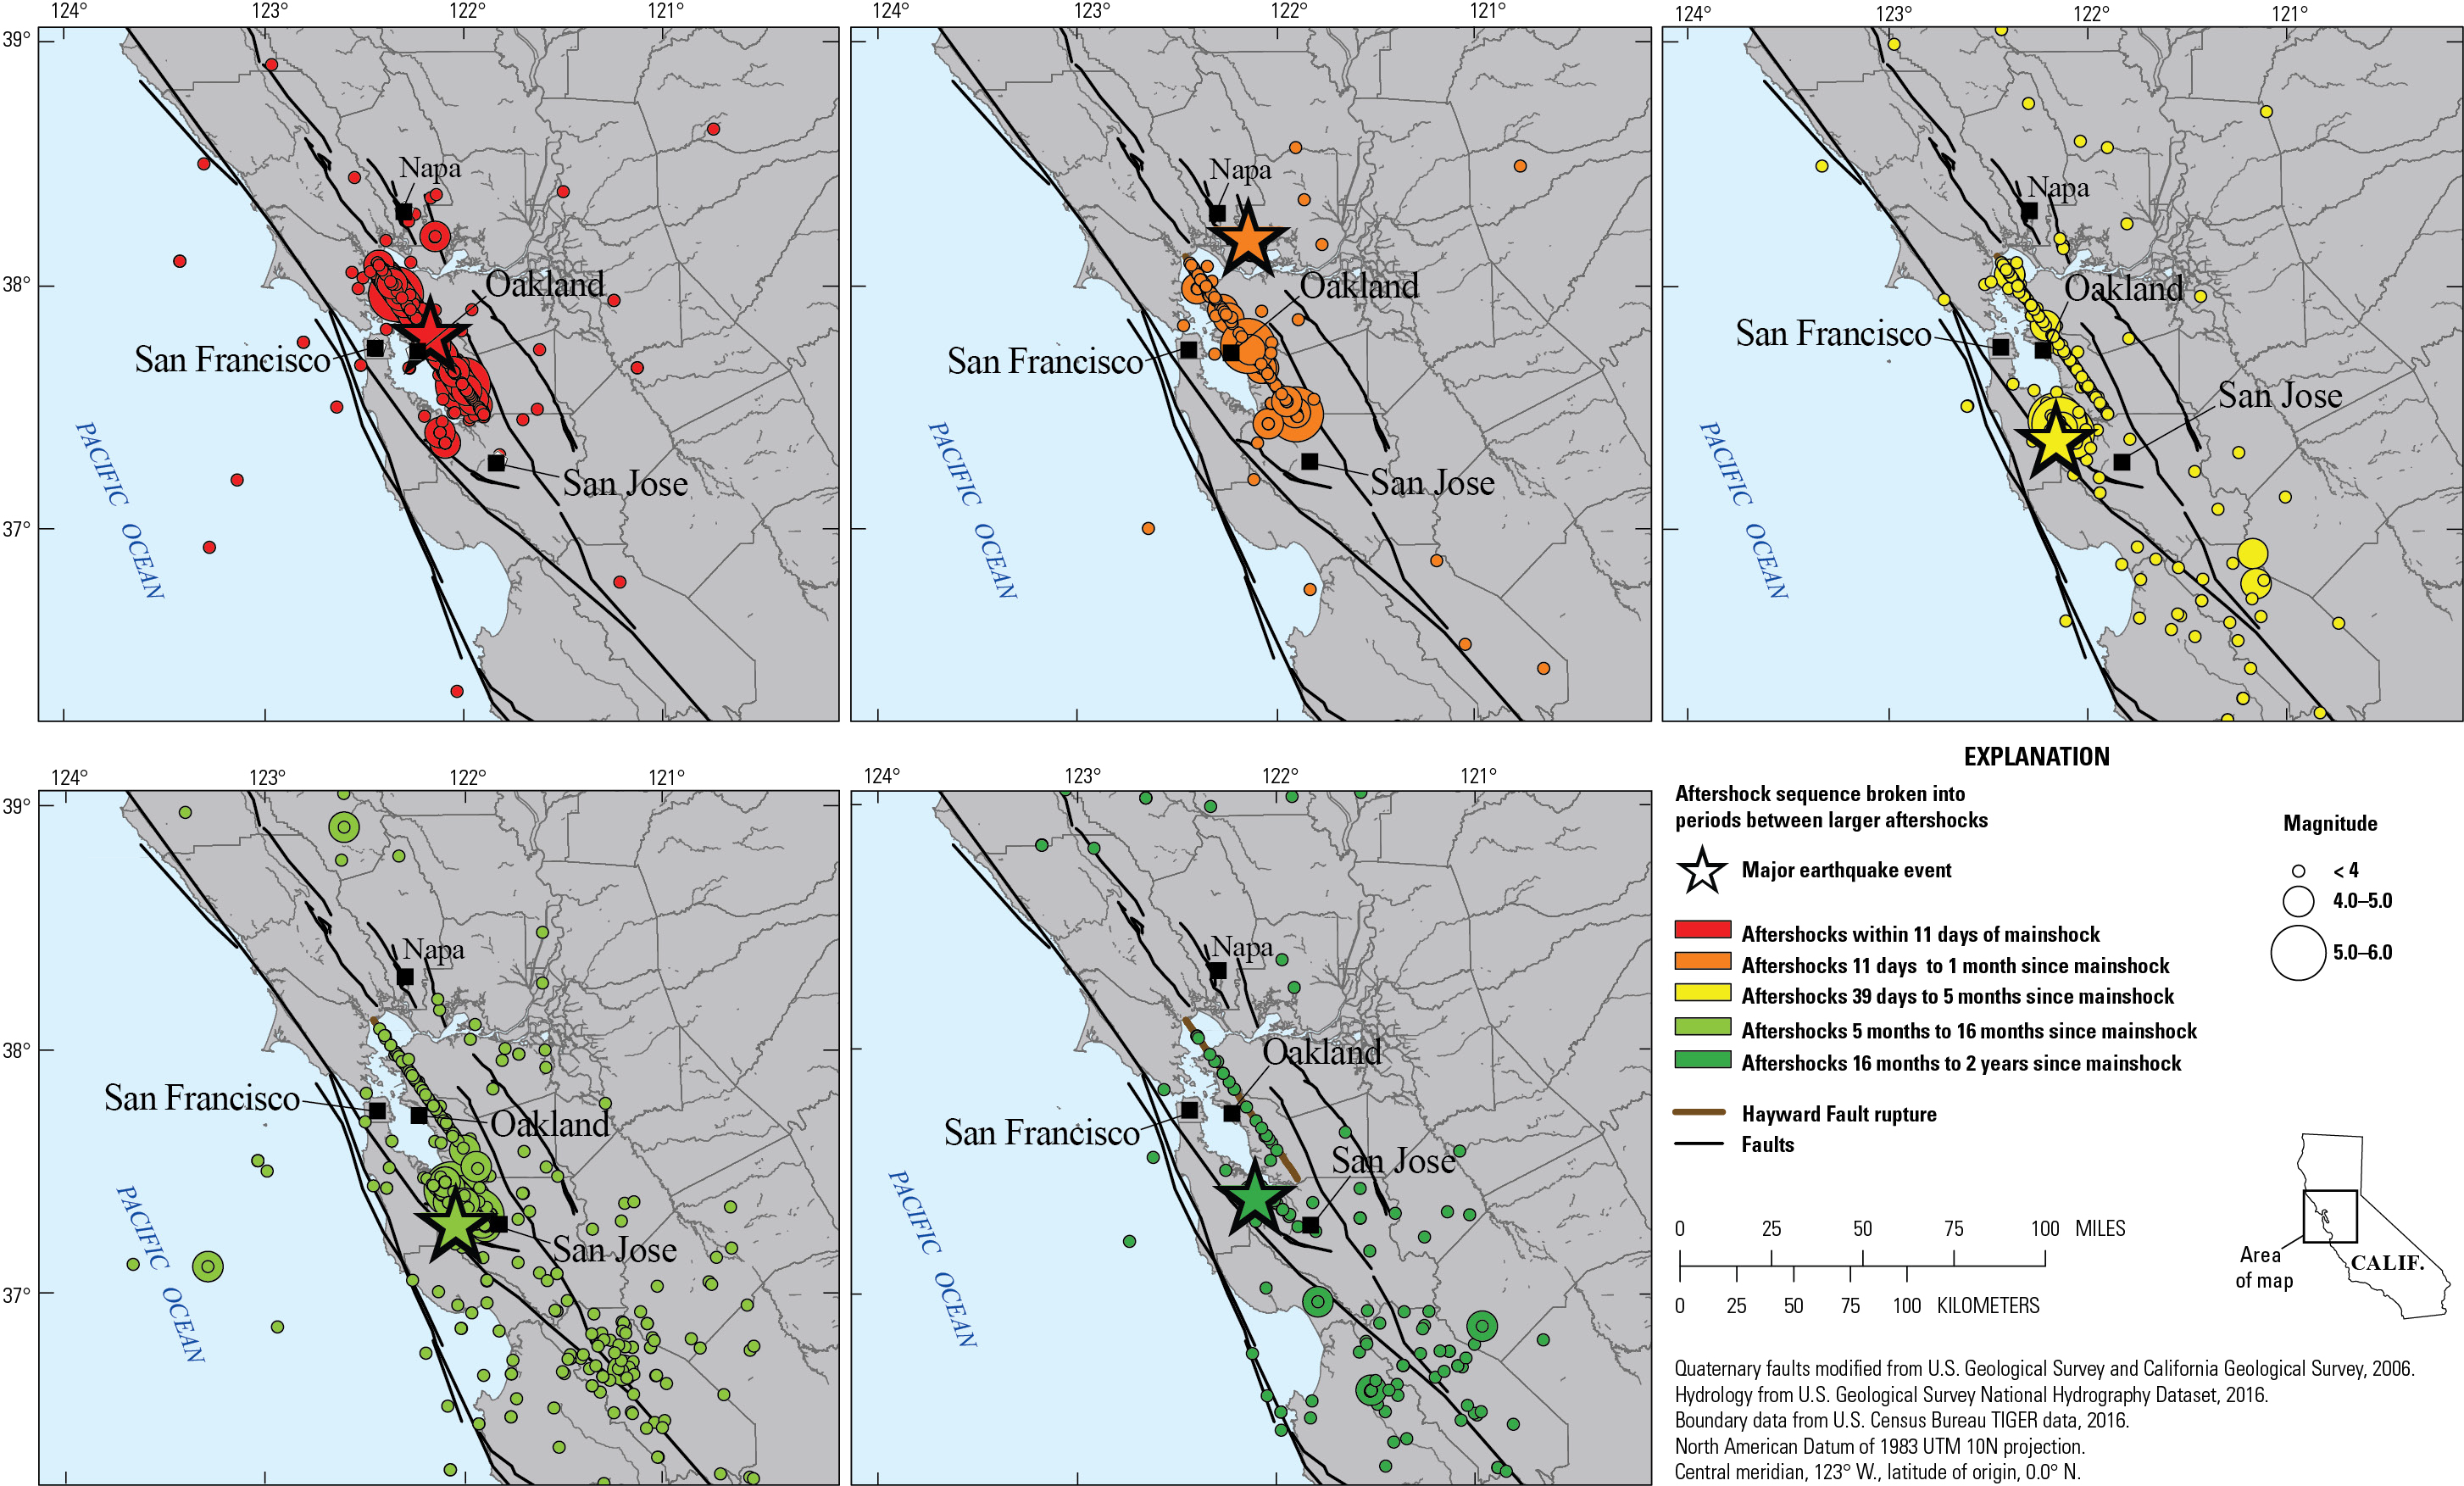 124° 123° 122° 121°
39°
38°
37°
Napa
Oakland
San Francisco
San Jose
PACIFIC OCEAN
124° 123° 122° 121°
Napa
Oakland
San Francisco
San Jose
PACIFIC OCEAN
124° 123° 122° 121°
Napa
Oakland
San Francisco
San Jose
PACIFIC OCEAN
124° 123° 122° 121°
39°
38°
37°
Napa
San Francisco
Oakland
San Jose
PACIFIC OCEAN
124° 123° 122° 121°
Napa
Oakland
San Francisco
San Jose
PACIFIC OCEAN
EXPLANATION
Aftershock sequence broken into
periods between larger aftershocks
Major earthquake event
Aftershocks within 11 days of mainshock
Aftershocks 11 days to 1 month since mainshock
Aftershocks 39 days to 5 months since mainshock
Aftershocks 5 months to 16 months since mainshock
Aftershocks 16 months to 2 years since mainshock
Hayward Fault rupture
Faults
Magnitude
< 4
4.0–5.0
5.0–6.0
0 25 50 75 100 MILES
0 25 50 75 100 KILOMETERS
Area
of map
CALIF.
Quaternary faults modified from U.S. Geological Survey and California Geological Survey, 2006.
Hydrology from U.S. Geological Survey National Hydrography Dataset, 2016.
Boundary data from U.S. Census Bureau TIGER data, 2016.
North American Datum of 1983 UTM 10N projection.
Central meridian, 123° W., latitude of origin, 0.0° N.